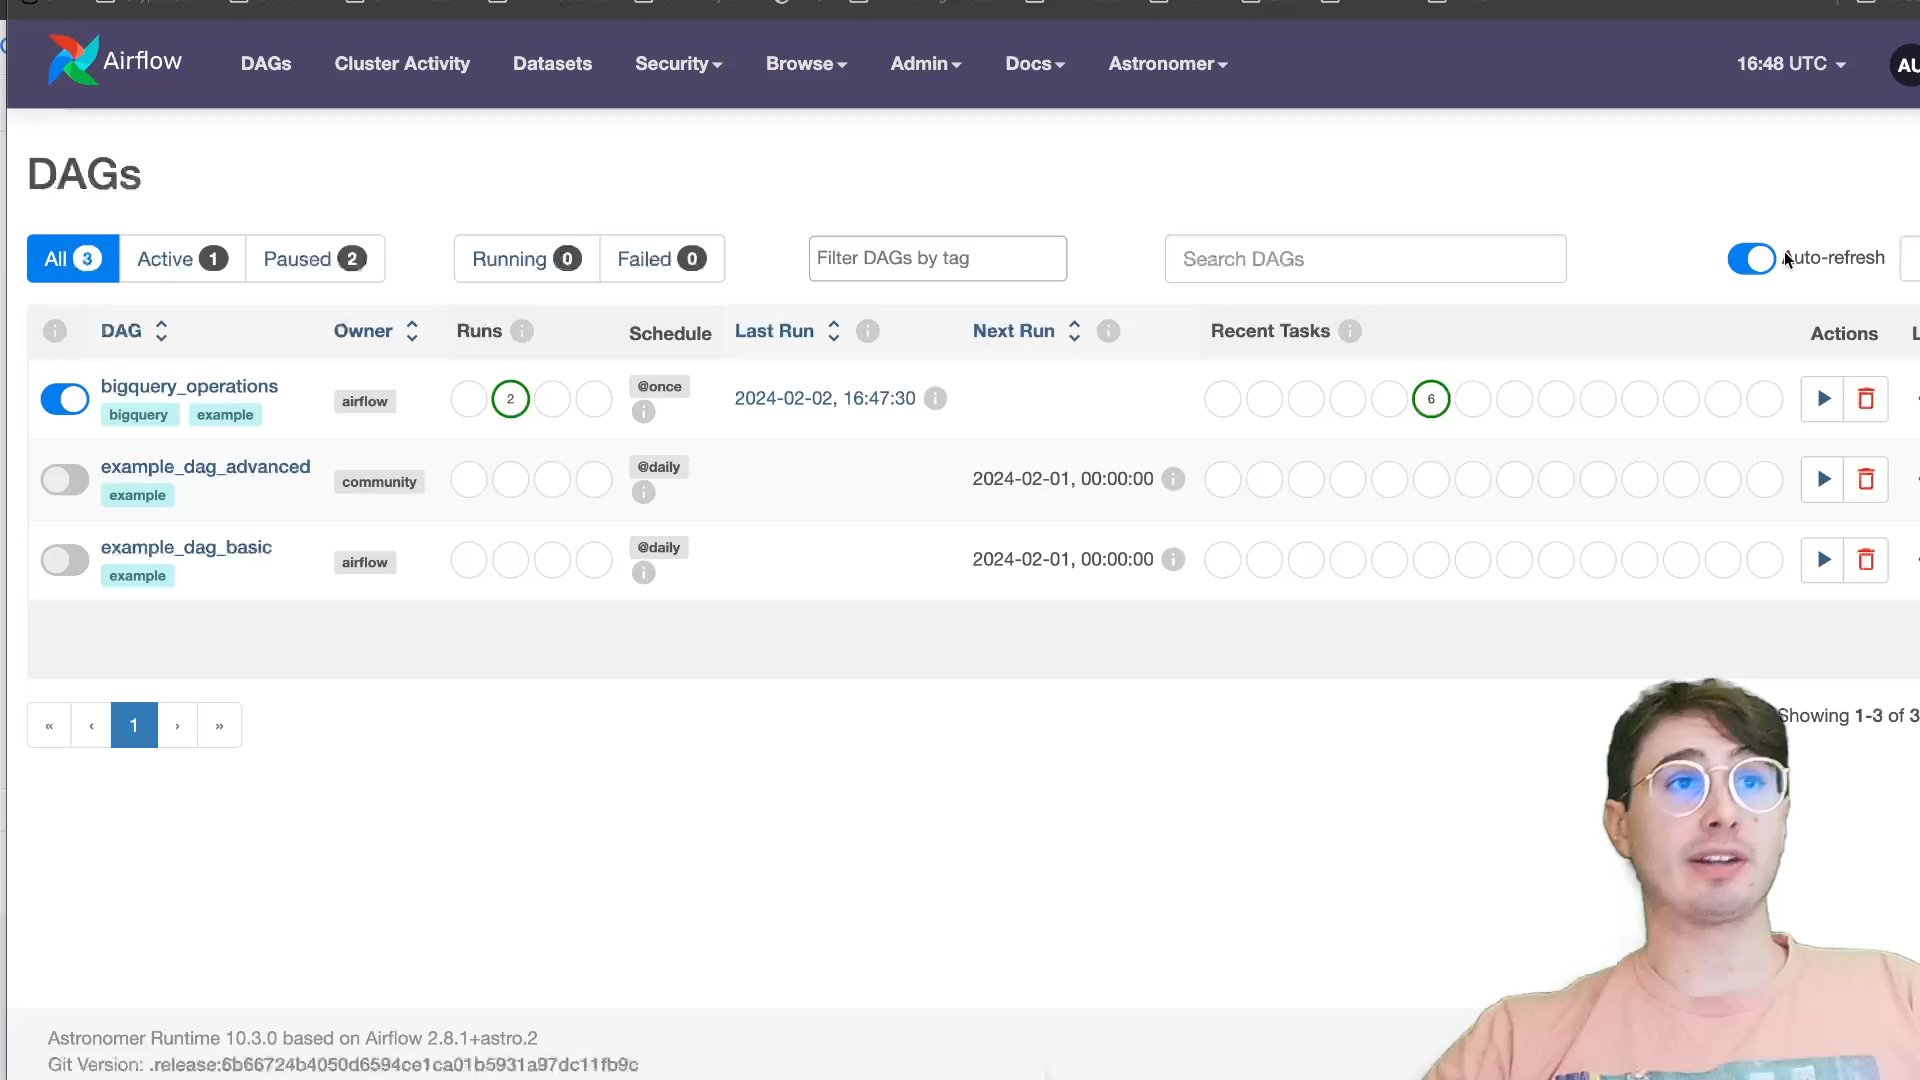 Airflow DAGs Cluster Activity Datasets Security Browse Admin Docs Astronomer 16:48 UTC AU
DAGs
All 3 Active 1 Paused 2 Running 0 Failed 0 Filter DAGs by tag Search DAGs Auto-refresh
DAG Owner Runs Schedule Last Run Next Run Recent Tasks Actions L
bigquery_operations airflow 2 @once 2024-02-02, 16:47:30 6
bigquery example
example_dag_advanced community @daily 2024-02-01, 00:00:00
example
example_dag_basic airflow @daily 2024-02-01, 00:00:00
example
« ‹ 1 › » Showing 1-3 of 3
Astronomer Runtime 10.3.0 based on Airflow 2.8.1+astro.2
Git Version: .release:6b66724b4050d6594ce1ca01b5931a97dc11fb9c